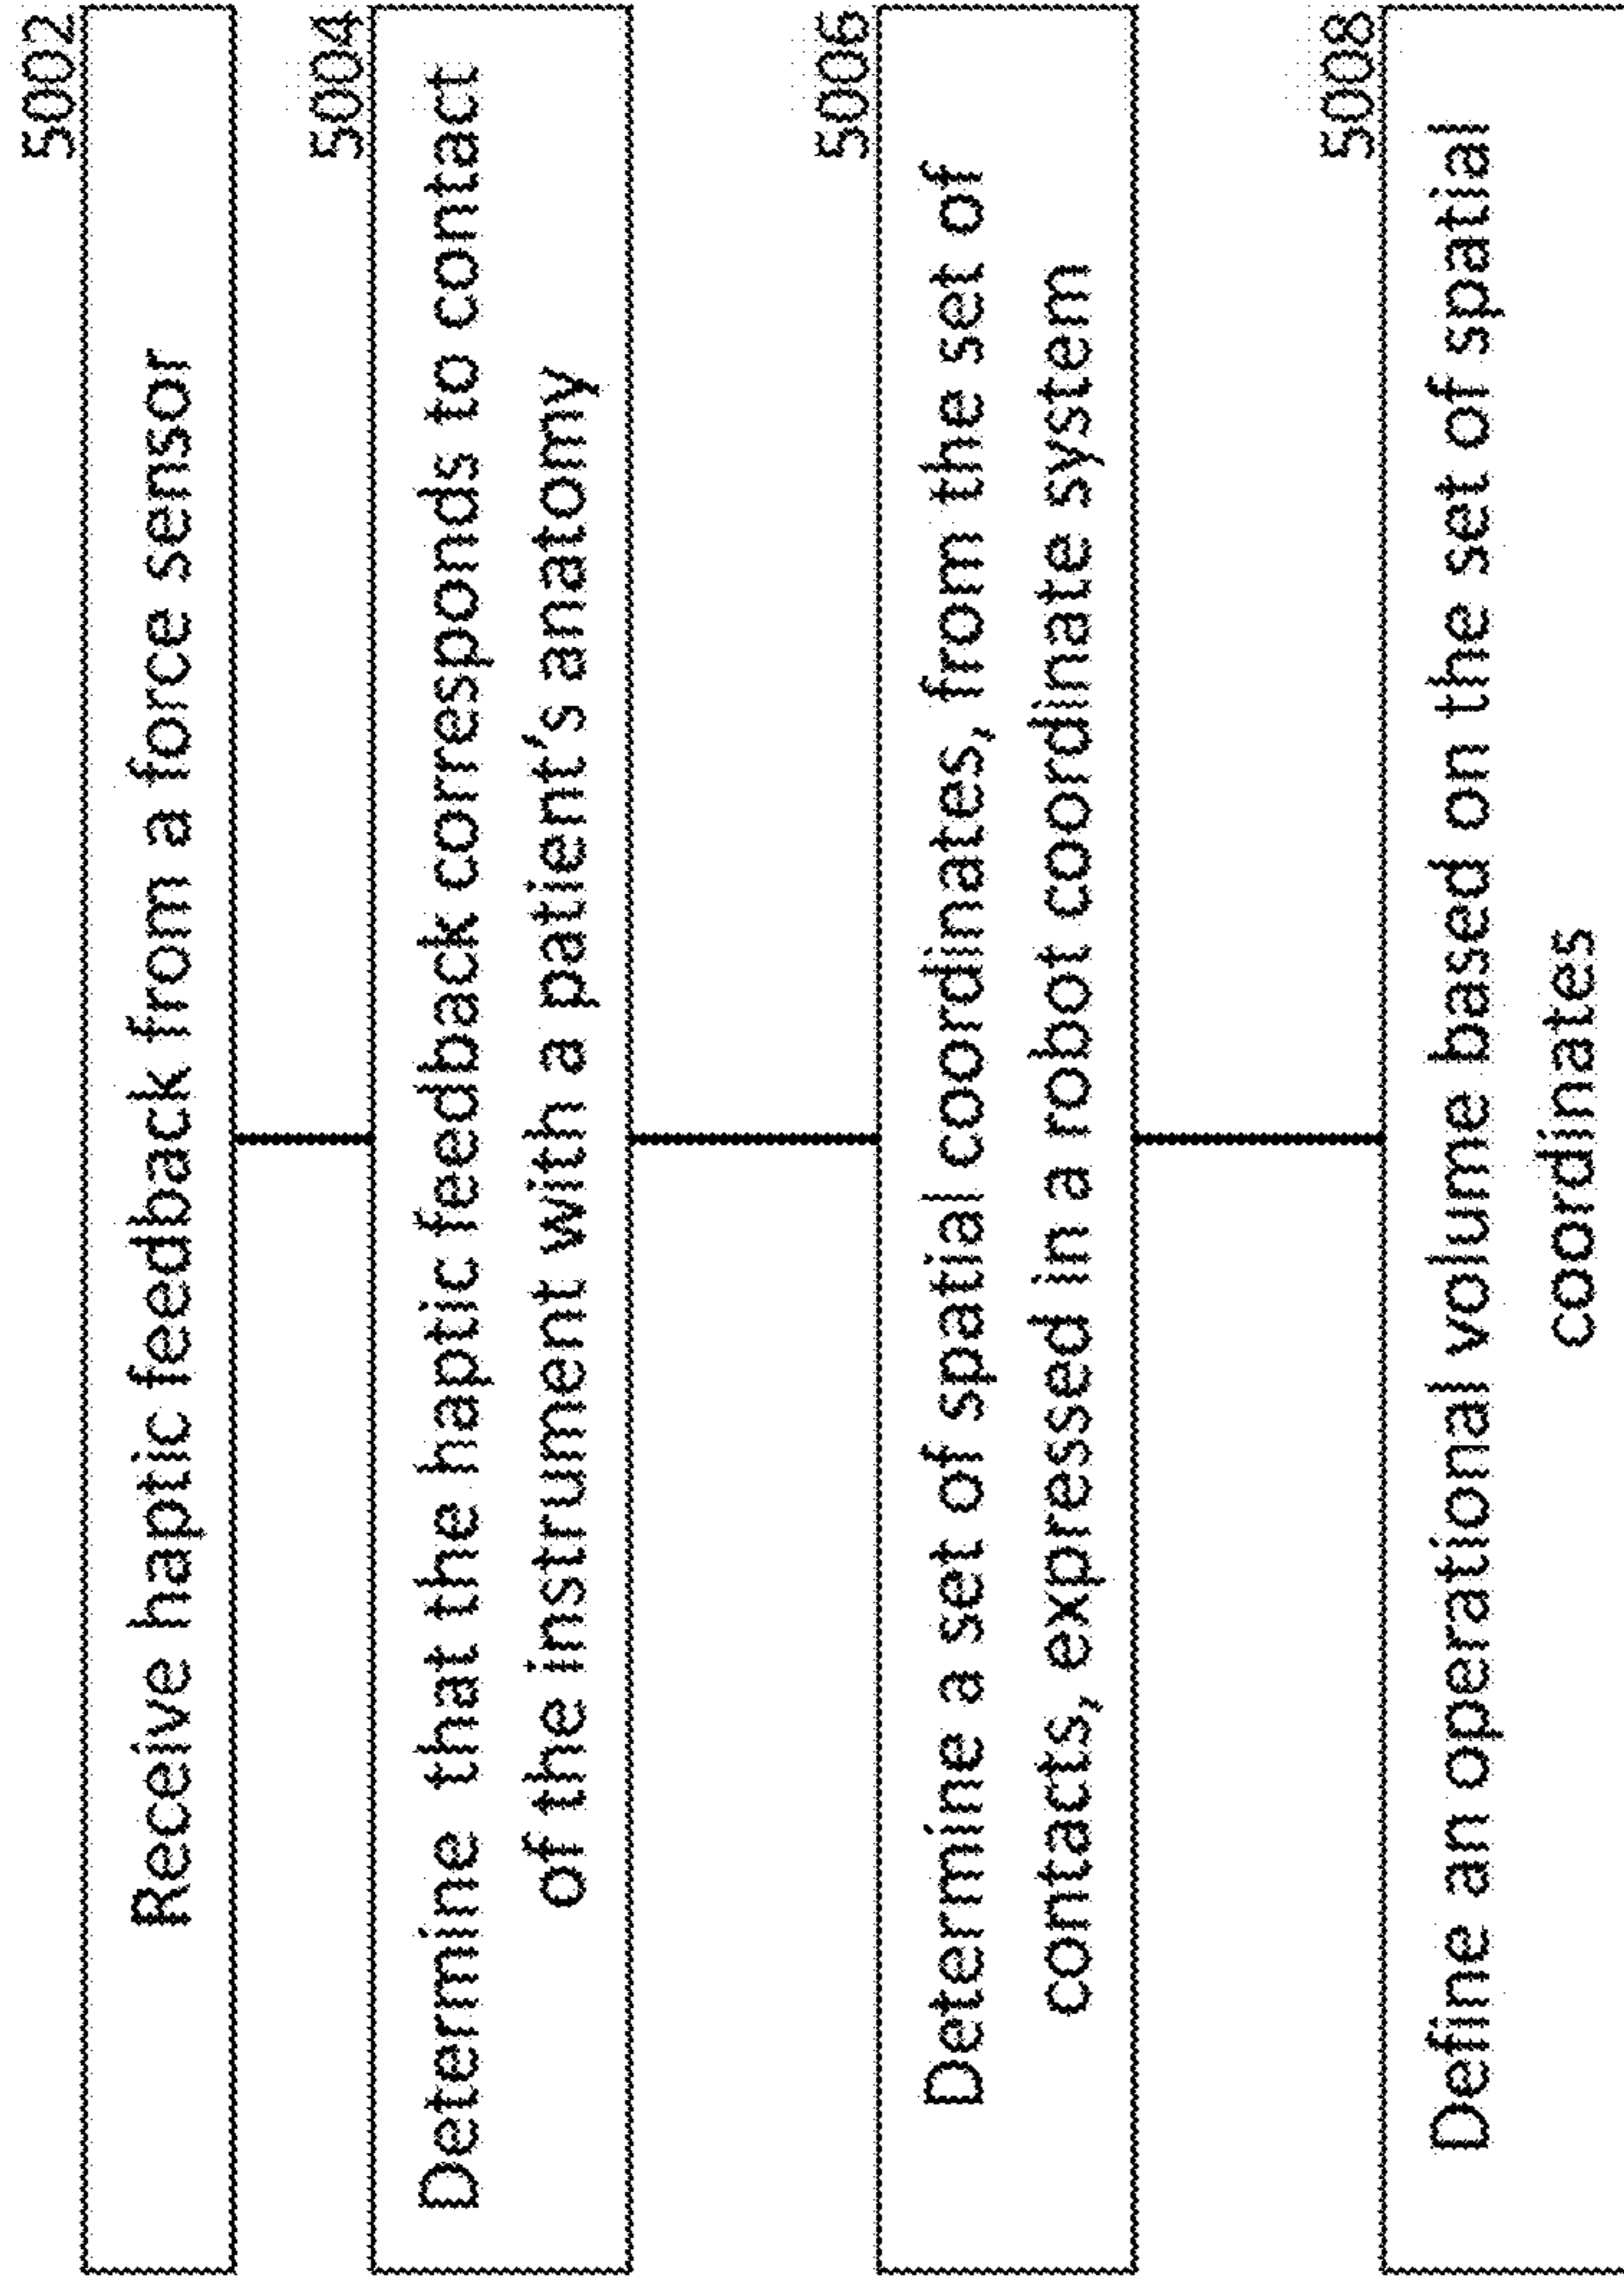 5002
Receive haptic feedback from a force sensor
5004
Determine  that the haptic feedback corresponds to contact
of the instrument with a patient's anatomy
5006
Determine a set of spatial coordinates, from the set of
contacts, expressed in a robot coordinate system
5008
Define an operational volume based on the set of spatial
coordinates